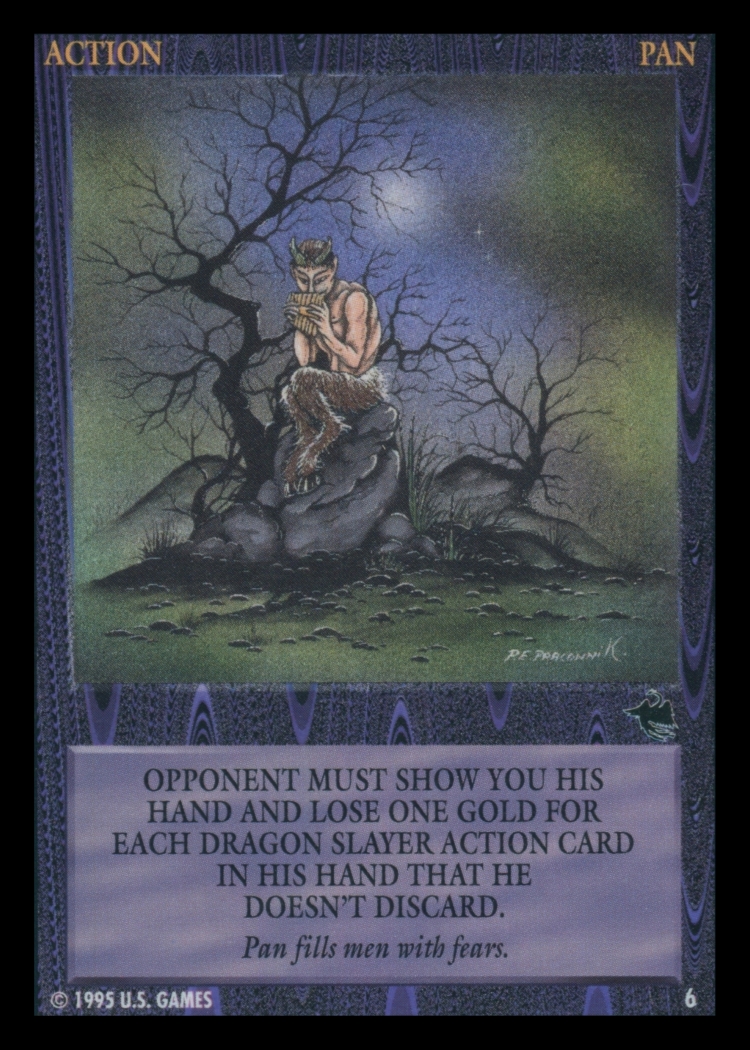 ACTION
PAN
P.E. PRACOWNIK.
OPPONENT MUST SHOW YOU HIS
HAND AND LOSE ONE GOLD FOR
EACH DRAGON SLAYER ACTION CARD
IN HIS HAND THAT HE
DOESN'T DISCARD.
Pan fills men with fears.
© 1995 U.S. GAMES
6